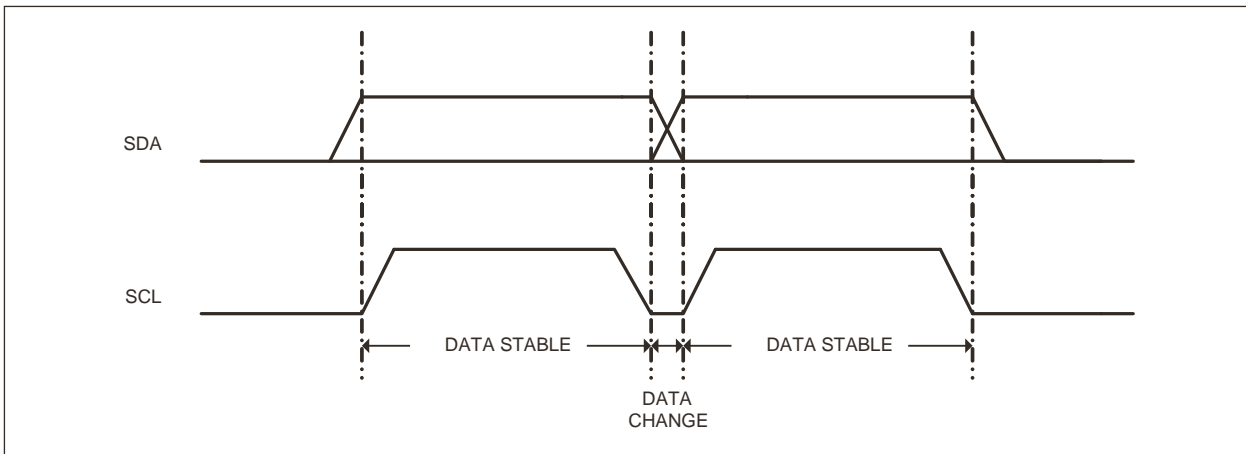 SDA
SCL
DATA STABLE
DATA STABLE
DATA
CHANGE